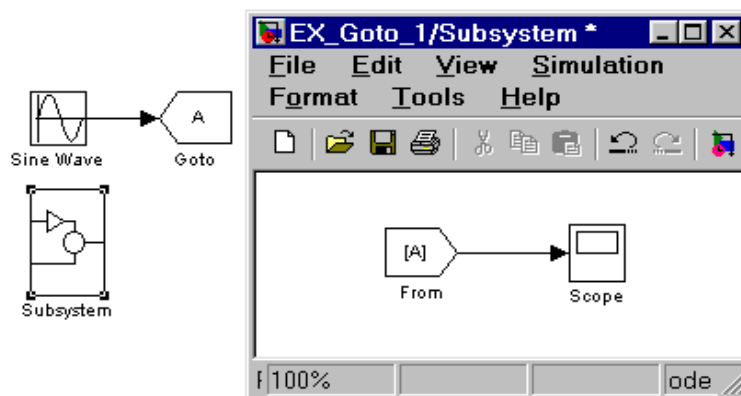 A
Sine Wave
Goto
Subsystem
EX_Goto_1/Subsystem *
File Edit View Simulation
Format Tools Help
[A]
From
Scope
100%
ode